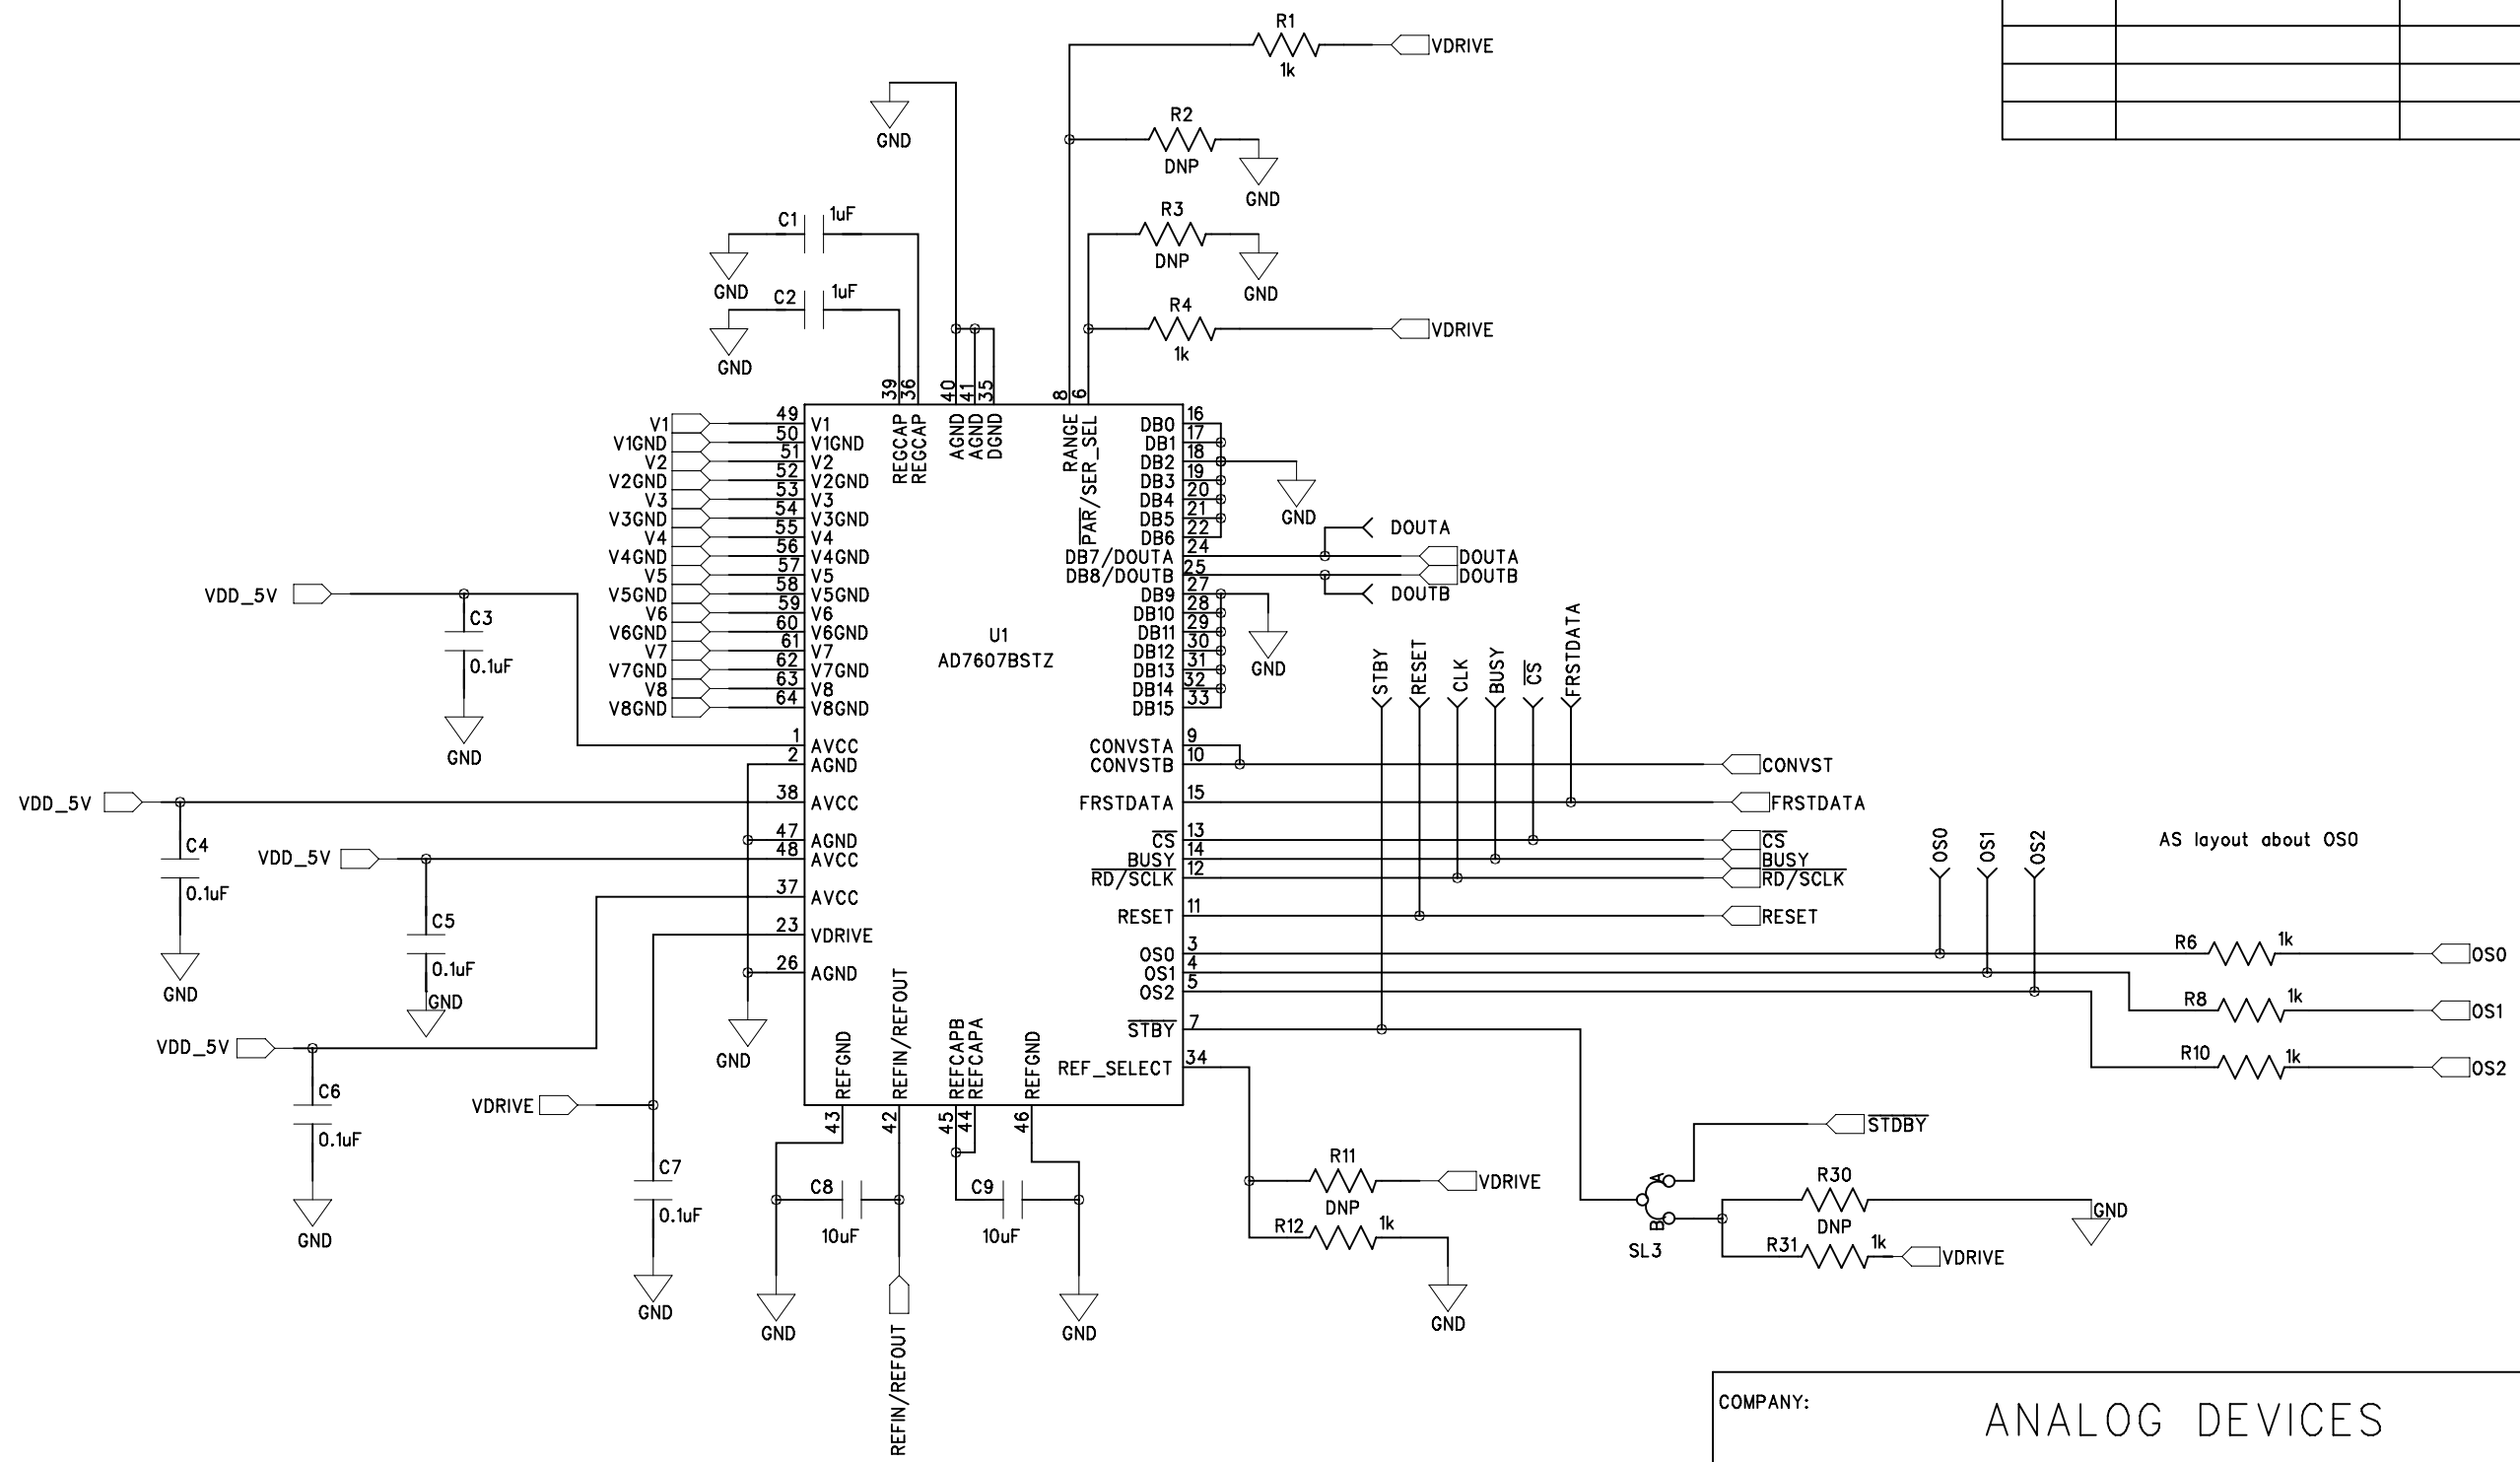 R1
VDRIVE
1k
R2
GND
DNP
GND
R3
C1 1uF
DNP
GND
GND
C2 1uF
R4
VDRIVE
1k
GND
39
36
40
41
35
8
6
REGCAP
REGCAP
AGND
AGND
DGND
RANGE
PAR/SER_SEL
V1 49 V1
V1GND 50 V1GND
V2 51 V2
V2GND 52 V2GND
V3 53 V3
V3GND 54 V3GND
V4 55 V4
V4GND 56 V4GND
V5 57 V5
V5GND 58 V5GND
V6 59 V6
V6GND 60 V6GND
V7 61 V7
V7GND 62 V7GND
V8 63 V8
V8GND 64 V8GND
1 AVCC
2 AGND
38 AVCC
47 AGND
48 AVCC
37 AVCC
23 VDRIVE
26 AGND
U1
AD7607BSTZ
DB0 16
DB1 17
DB2 18
DB3 19
DB4 20
DB5 21
DB6 22
DB7/DOUTA 24
DB8/DOUTB 25
DB9 27
DB10 28
DB11 29
DB12 30
DB13 31
DB14 32
DB15 33
GND
DOUTA
DOUTA
DOUTB
DOUTB
GND
CONVSTA 9
CONVSTB 10 CONVST
FRSTDATA 15 FRSTDATA
CS 13 CS
BUSY 14 BUSY
RD/SCLK 12 RD/SCLK
RESET 11 RESET
OS0 3
OS1 4
OS2 5
STBY 7
REF_SELECT 34
STBY
RESET
CLK
BUSY
CS
FRSTDATA
OS0
OS1
OS2
AS layout about OS0
R6 1k OS0
R8 1k OS1
R10 1k OS2
VDD_5V
C3
0.1uF
GND
VDD_5V
C4
0.1uF
GND
VDD_5V
C5
0.1uF
GND
VDD_5V
C6
0.1uF
GND
VDRIVE
C7
0.1uF
GND
GND
REFGND
REFIN/REFOUT
REFCAPB
REFCAPA
REFGND
43
42
45
44
46
C8
10uF
C9
10uF
GND
GND
REFIN/REFOUT
R11
VDRIVE
DNP
R12 1k
GND
STDBY
A
B
SL3
R30
GND
DNP
R31 1k VDRIVE
COMPANY:
ANALOG DEVICES